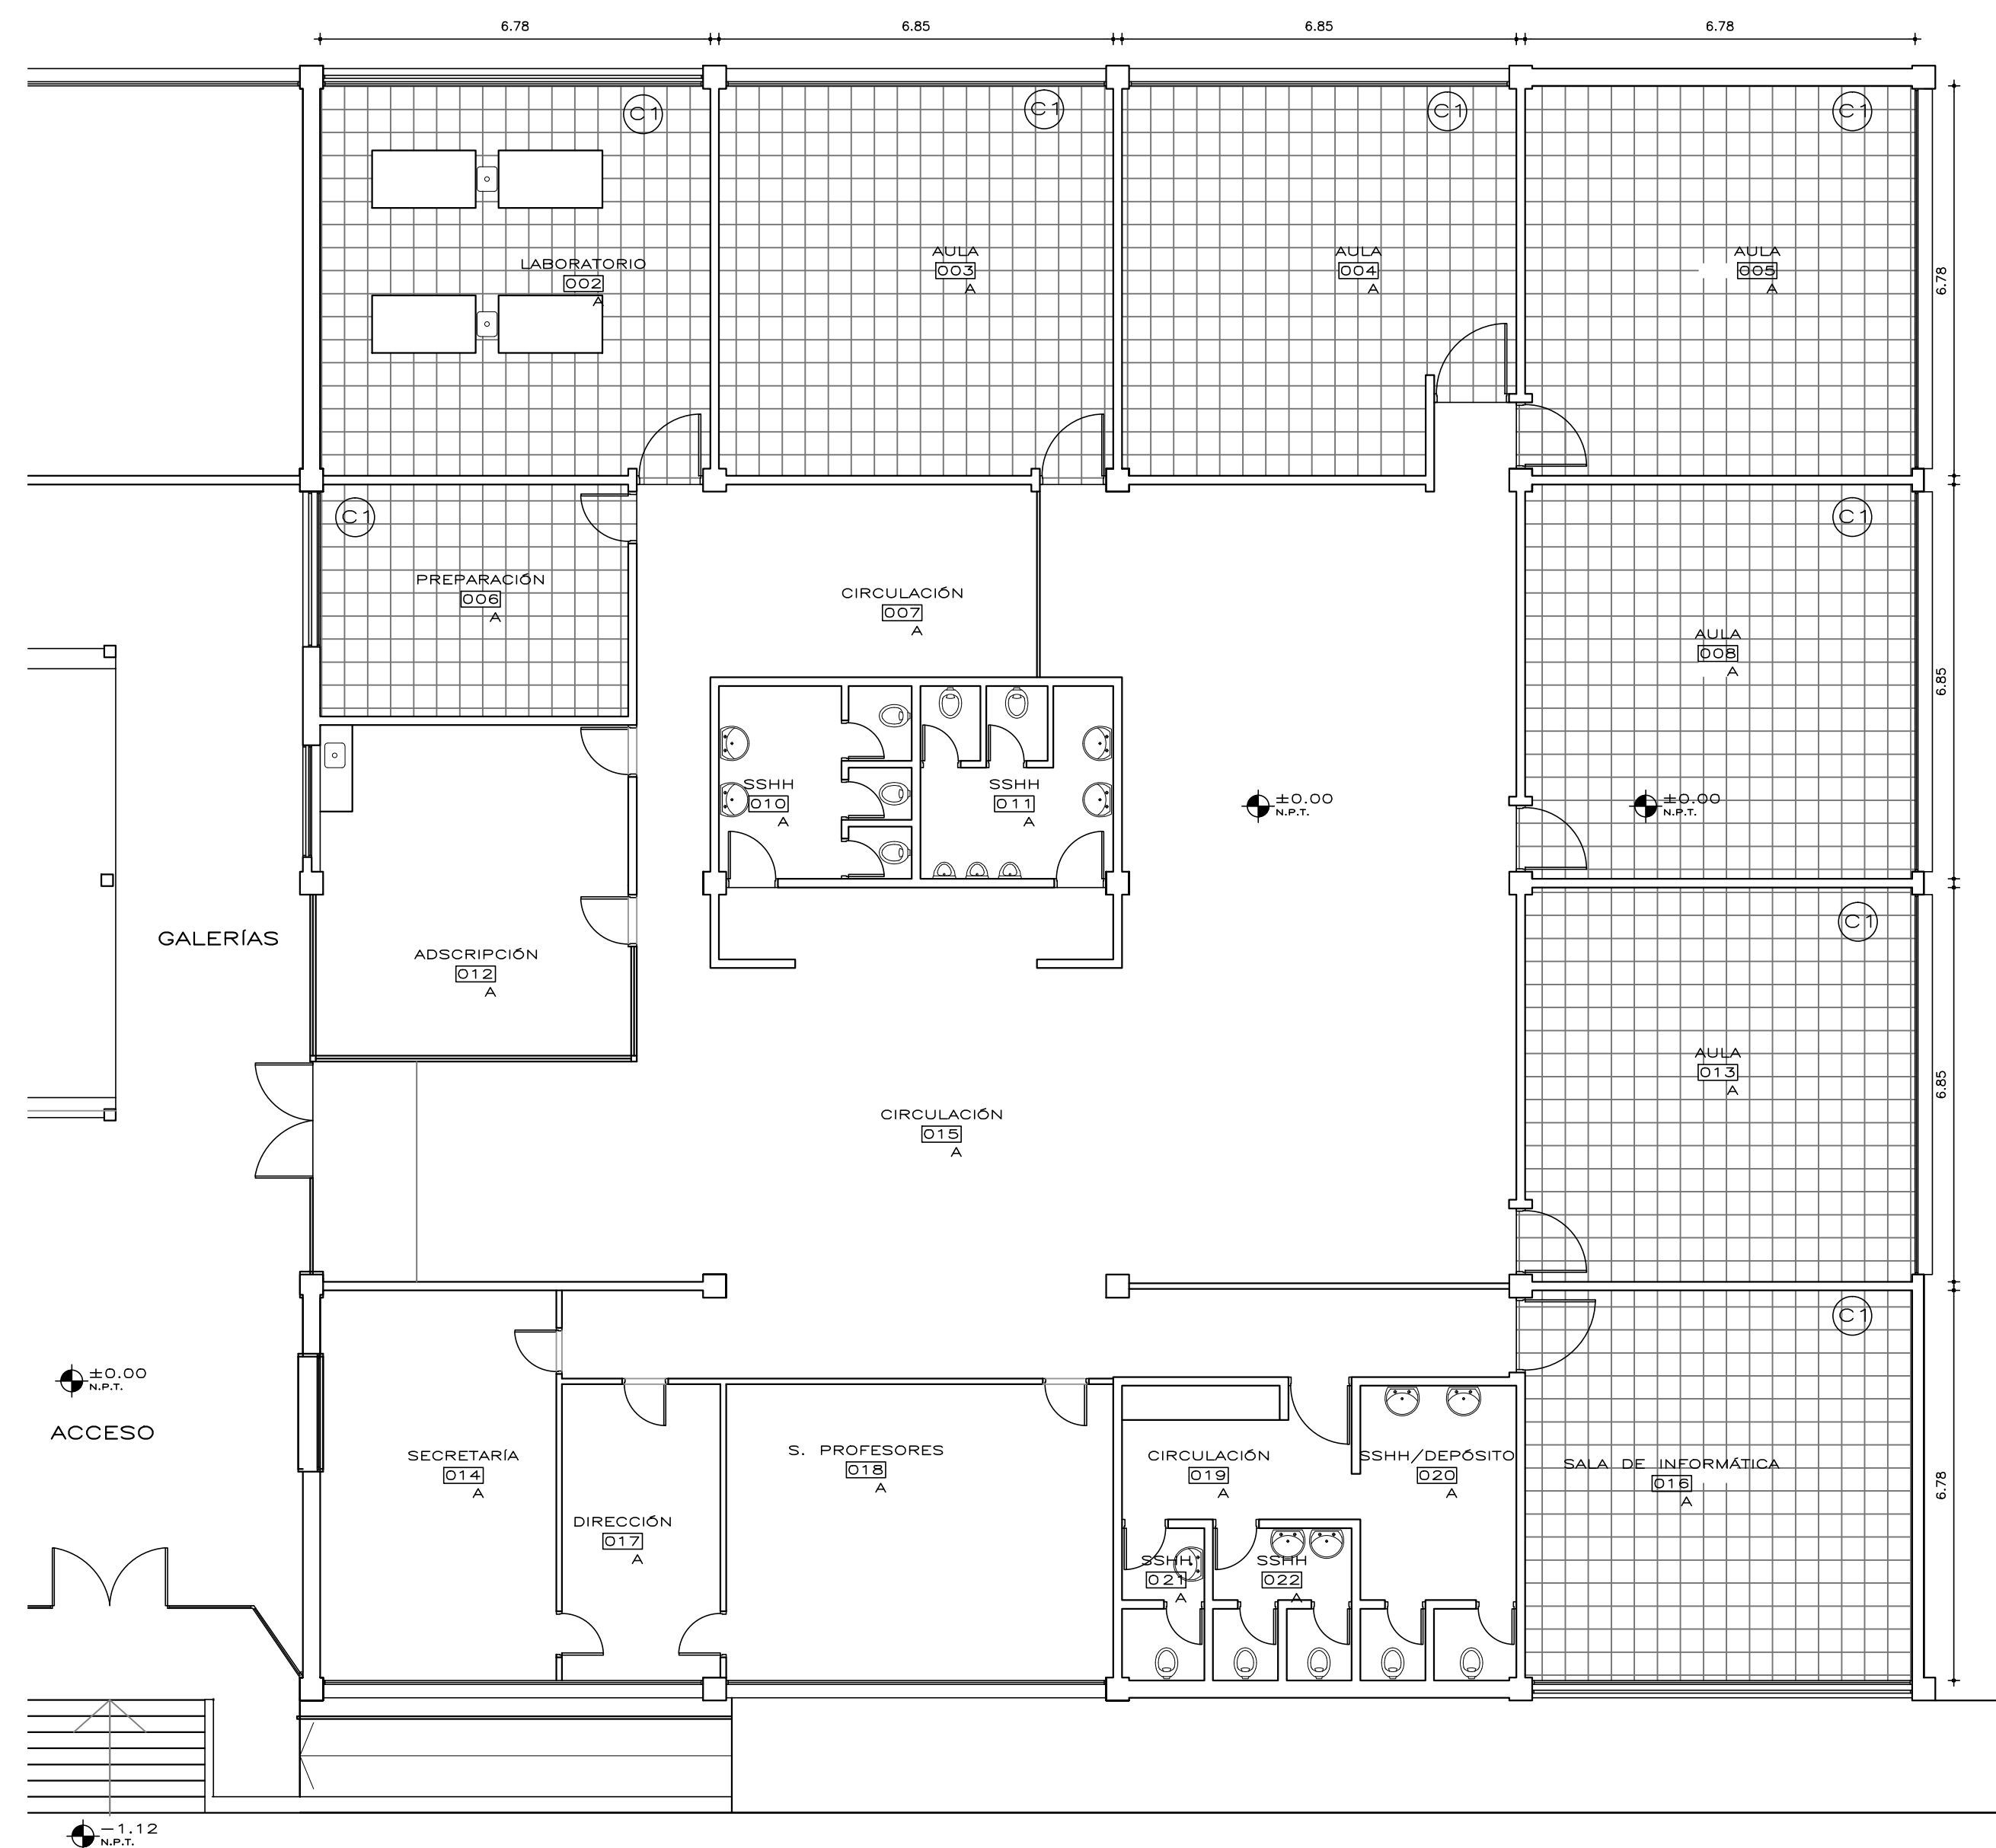 6.78
6.85
6.85
6.78
C1
C1
C1
C1
LABORATORIO
002
A
AULA
003
A
AULA
004
A
AULA
005
A
6.78
C1
PREPARACIÓN
006
A
CIRCULACIÓN
007
A
C1
AULA
008
A
6.85
SSHH
010
A
SSHH
011
A
±0.00
N.P.T.
±0.00
N.P.T.
GALERÍAS
ADSCRIPCIÓN
012
A
C1
AULA
013
A
6.85
CIRCULACIÓN
015
A
C1
±0.00
N.P.T.
ACCESO
SECRETARÍA
014
A
DIRECCIÓN
017
A
S. PROFESORES
018
A
CIRCULACIÓN
019
A
SSHH/DEPÓSITO
020
A
SALA DE INFORMÁTICA
016
A
6.78
SSHH
021
A
SSHH
022
A
−1.12
N.P.T.